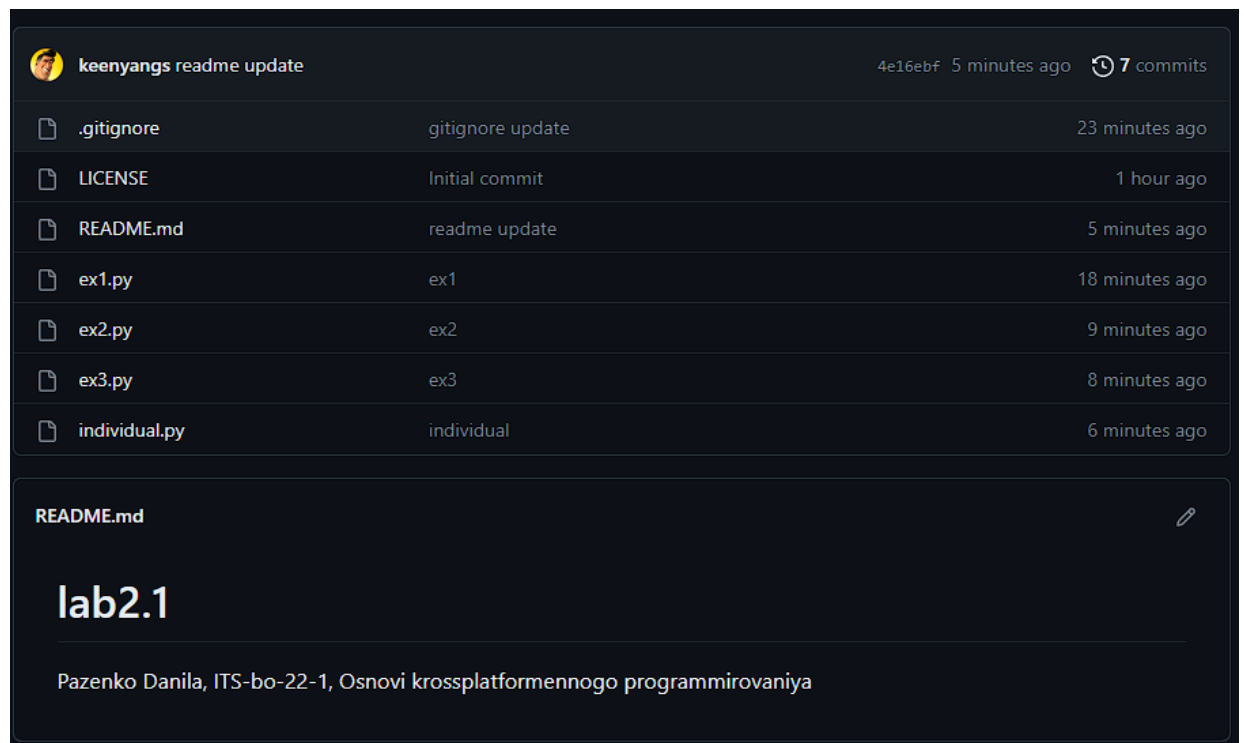 keenyangs readme update 4e16ebf 5 minutes ago 7 commits
.gitignore gitignore update 23 minutes ago
LICENSE Initial commit 1 hour ago
README.md readme update 5 minutes ago
ex1.py ex1 18 minutes ago
ex2.py ex2 9 minutes ago
ex3.py ex3 8 minutes ago
individual.py individual 6 minutes ago
README.md
lab2.1
Pazenko Danila, ITS-bo-22-1, Osnovi krossplatformennogo programmirovaniya